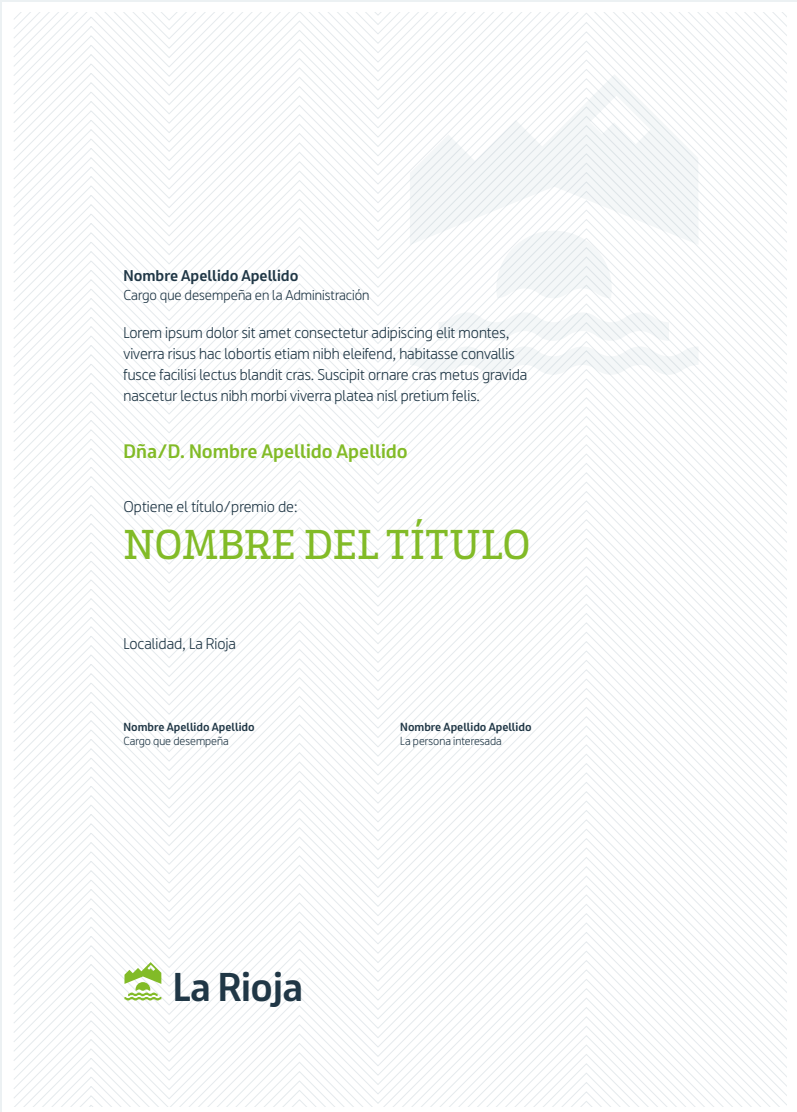 Nombre Apellido Apellido
Cargo que desempeña en la Administración
Lorem ipsum dolor sit amet consectetur adipiscing elit montes,
viverra risus hac lobortis etiam nibh eleifend, habitasse convallis
fusce facilisi lectus blandit cras. Suscipit ornare cras metus gravida
nascetur lectus nibh morbi viverra platea nisl pretium felis.
Dña/D. Nombre Apellido Apellido
Optiene el título/premio de:
NOMBRE DEL TÍTULO
Localidad, La Rioja
Nombre Apellido Apellido
Cargo que desempeña
Nombre Apellido Apellido
La persona interesada
La Rioja